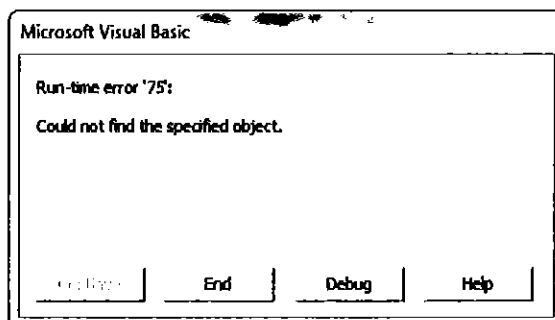 Microsoft Visual Basic
Run-time error '75':
Could not find the specified object.
End Debug Help